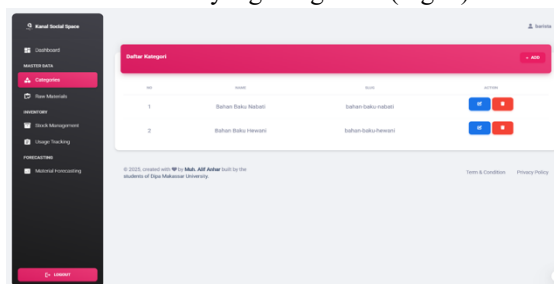 Kanal Social Space
barista
Dashboard
MASTER DATA
Categories
Raw Materials
INVENTORY
Stock Management
Usage Tracking
FORECASTING
Material Forecasting
LOGOUT
Daftar Kategori
+ ADD
NO NAME SLUG ACTION
1 Bahan Baku Nabati bahan-baku-nabati
2 Bahan Baku Hewani bahan-baku-hewani
© 2025, created with ❤ by Muh. Alif Anhar built by the
students of Dipa Makassar University.
Term & Condition Privacy Policy